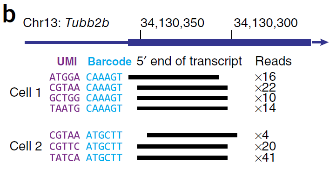 b
Chr13: Tubb2b 34,130,350 34,130,300
UMI Barcode 5′ end of transcript Reads
Cell 1
ATGGA CAAAGT ×16
CGTAA CAAAGT ×22
GCTGG CAAAGT ×10
TAATG CAAAGT ×14
Cell 2
CGTAA ATGCTT ×4
CGTTC ATGCTT ×20
TATCA ATGCTT ×41